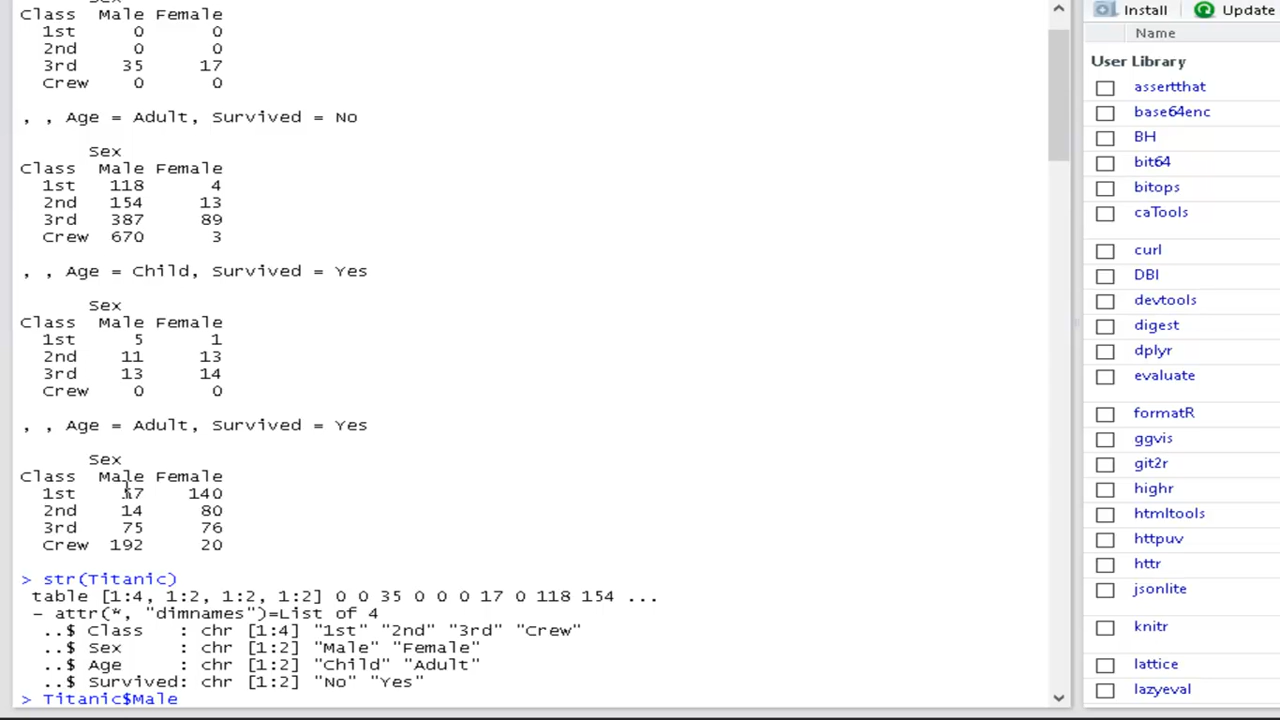 Sex
Class Male Female
1st 0 0
2nd 0 0
3rd 35 17
Crew 0 0
, , Age = Adult, Survived = No
Sex
Class Male Female
1st 118 4
2nd 154 13
3rd 387 89
Crew 670 3
, , Age = Child, Survived = Yes
Sex
Class Male Female
1st 5 1
2nd 11 13
3rd 13 14
Crew 0 0
, , Age = Adult, Survived = Yes
Sex
Class Male Female
1st 57 140
2nd 14 80
3rd 75 76
Crew 192 20
> str(Titanic)
table [1:4, 1:2, 1:2, 1:2] 0 0 35 0 0 0 17 0 118 154 ...
- attr(*, "dimnames")=List of 4
..$ Class : chr [1:4] "1st" "2nd" "3rd" "Crew"
..$ Sex : chr [1:2] "Male" "Female"
..$ Age : chr [1:2] "Child" "Adult"
..$ Survived: chr [1:2] "No" "Yes"
> Titanic$Male
Install Update
Name
User Library
assertthat
base64enc
BH
bit64
bitops
caTools
curl
DBI
devtools
digest
dplyr
evaluate
formatR
ggvis
git2r
highr
htmltools
httpuv
httr
jsonlite
knitr
lattice
lazyeval